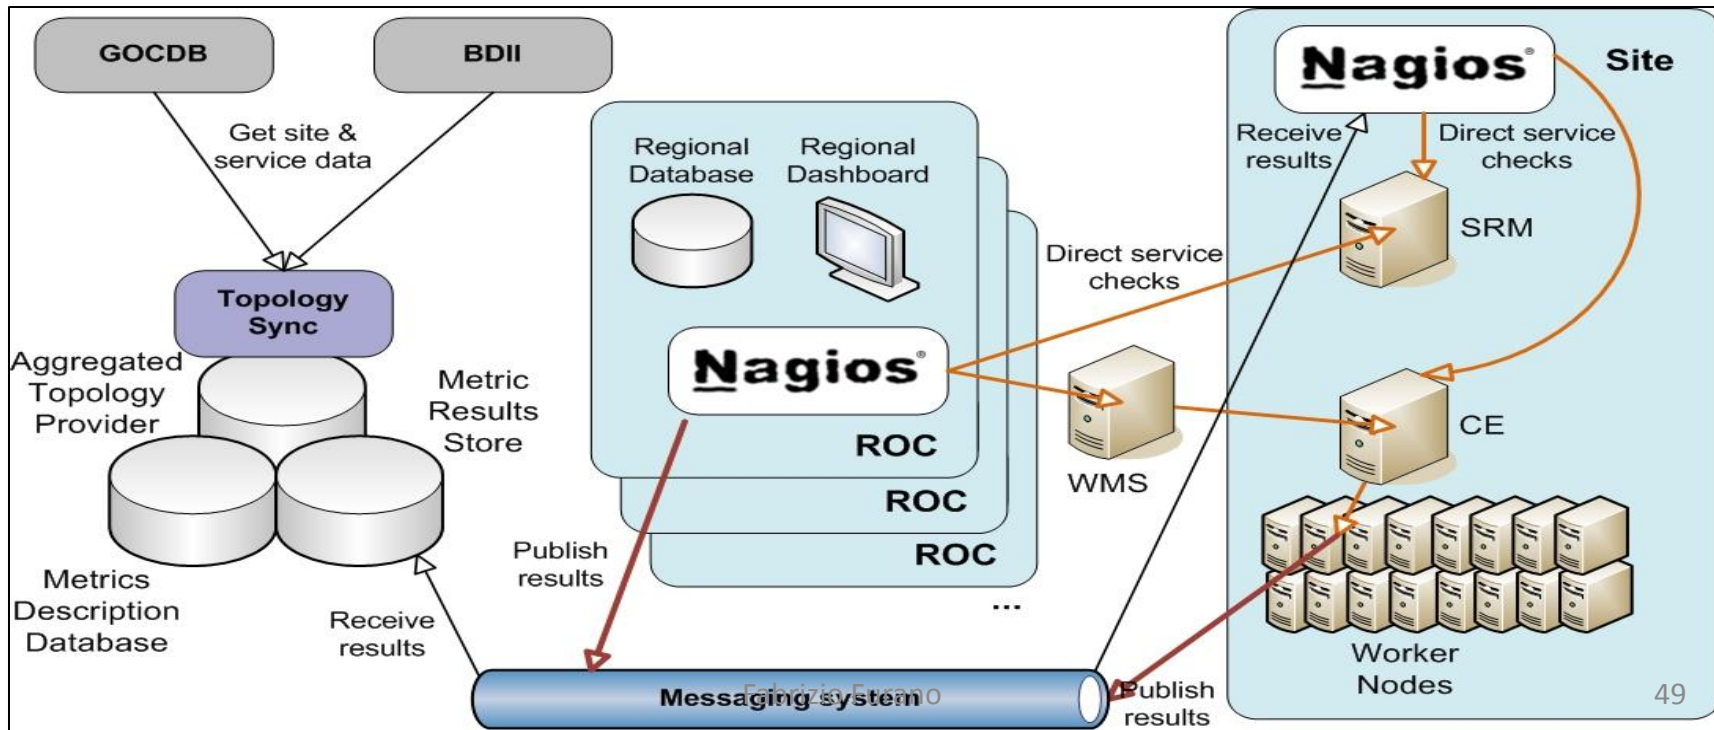 GOCDB
BDII
Get site &
service data
Topology
Sync
Aggregated
Topology
Provider
Metric
Results
Store
Metrics
Description
Database
Receive
results
Regional
Database
Regional
Dashboard
Nagios®
ROC
ROC
ROC
...
Publish
results
Direct service
checks
WMS
Nagios®
Site
Receive
results
Direct service
checks
SRM
CE
Worker
Nodes
Messaging system
Fabrizio Furano
Publish
results
49